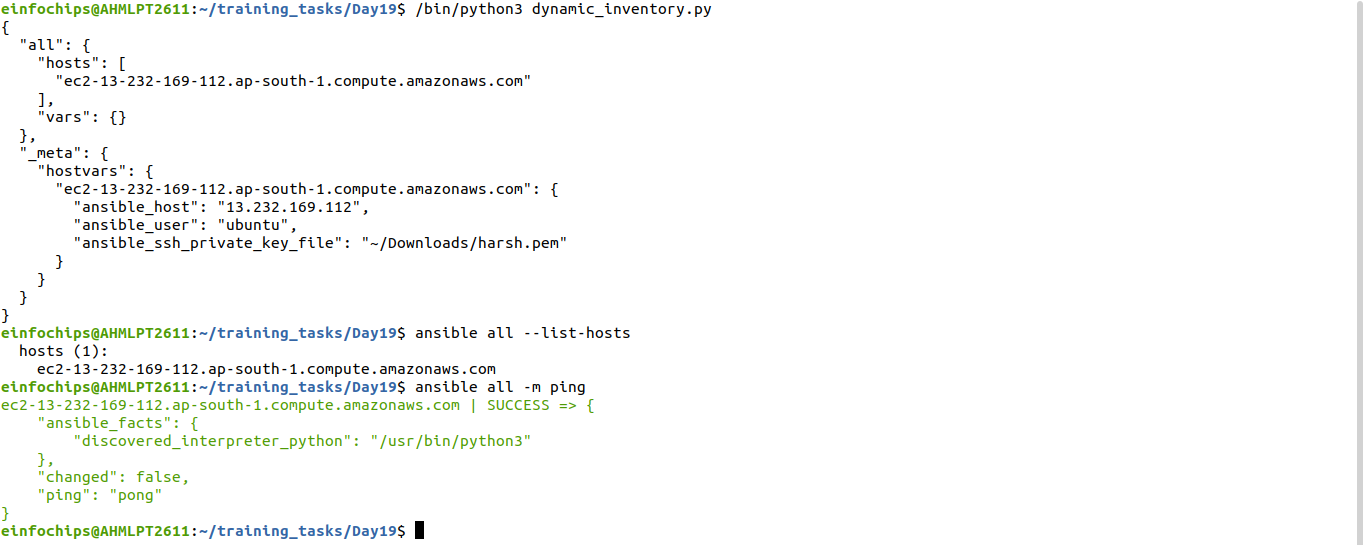 einfochips@AHMLPT2611:~/training_tasks/Day19$ /bin/python3 dynamic_inventory.py
{
  "all": {
    "hosts": [
      "ec2-13-232-169-112.ap-south-1.compute.amazonaws.com"
    ],
    "vars": {}
  },
  "_meta": {
    "hostvars": {
      "ec2-13-232-169-112.ap-south-1.compute.amazonaws.com": {
        "ansible_host": "13.232.169.112",
        "ansible_user": "ubuntu",
        "ansible_ssh_private_key_file": "~/Downloads/harsh.pem"
      }
    }
  }
}
einfochips@AHMLPT2611:~/training_tasks/Day19$ ansible all --list-hosts
  hosts (1):
    ec2-13-232-169-112.ap-south-1.compute.amazonaws.com
einfochips@AHMLPT2611:~/training_tasks/Day19$ ansible all -m ping
ec2-13-232-169-112.ap-south-1.compute.amazonaws.com | SUCCESS => {
    "ansible_facts": {
        "discovered_interpreter_python": "/usr/bin/python3"
    },
    "changed": false,
    "ping": "pong"
}
einfochips@AHMLPT2611:~/training_tasks/Day19$